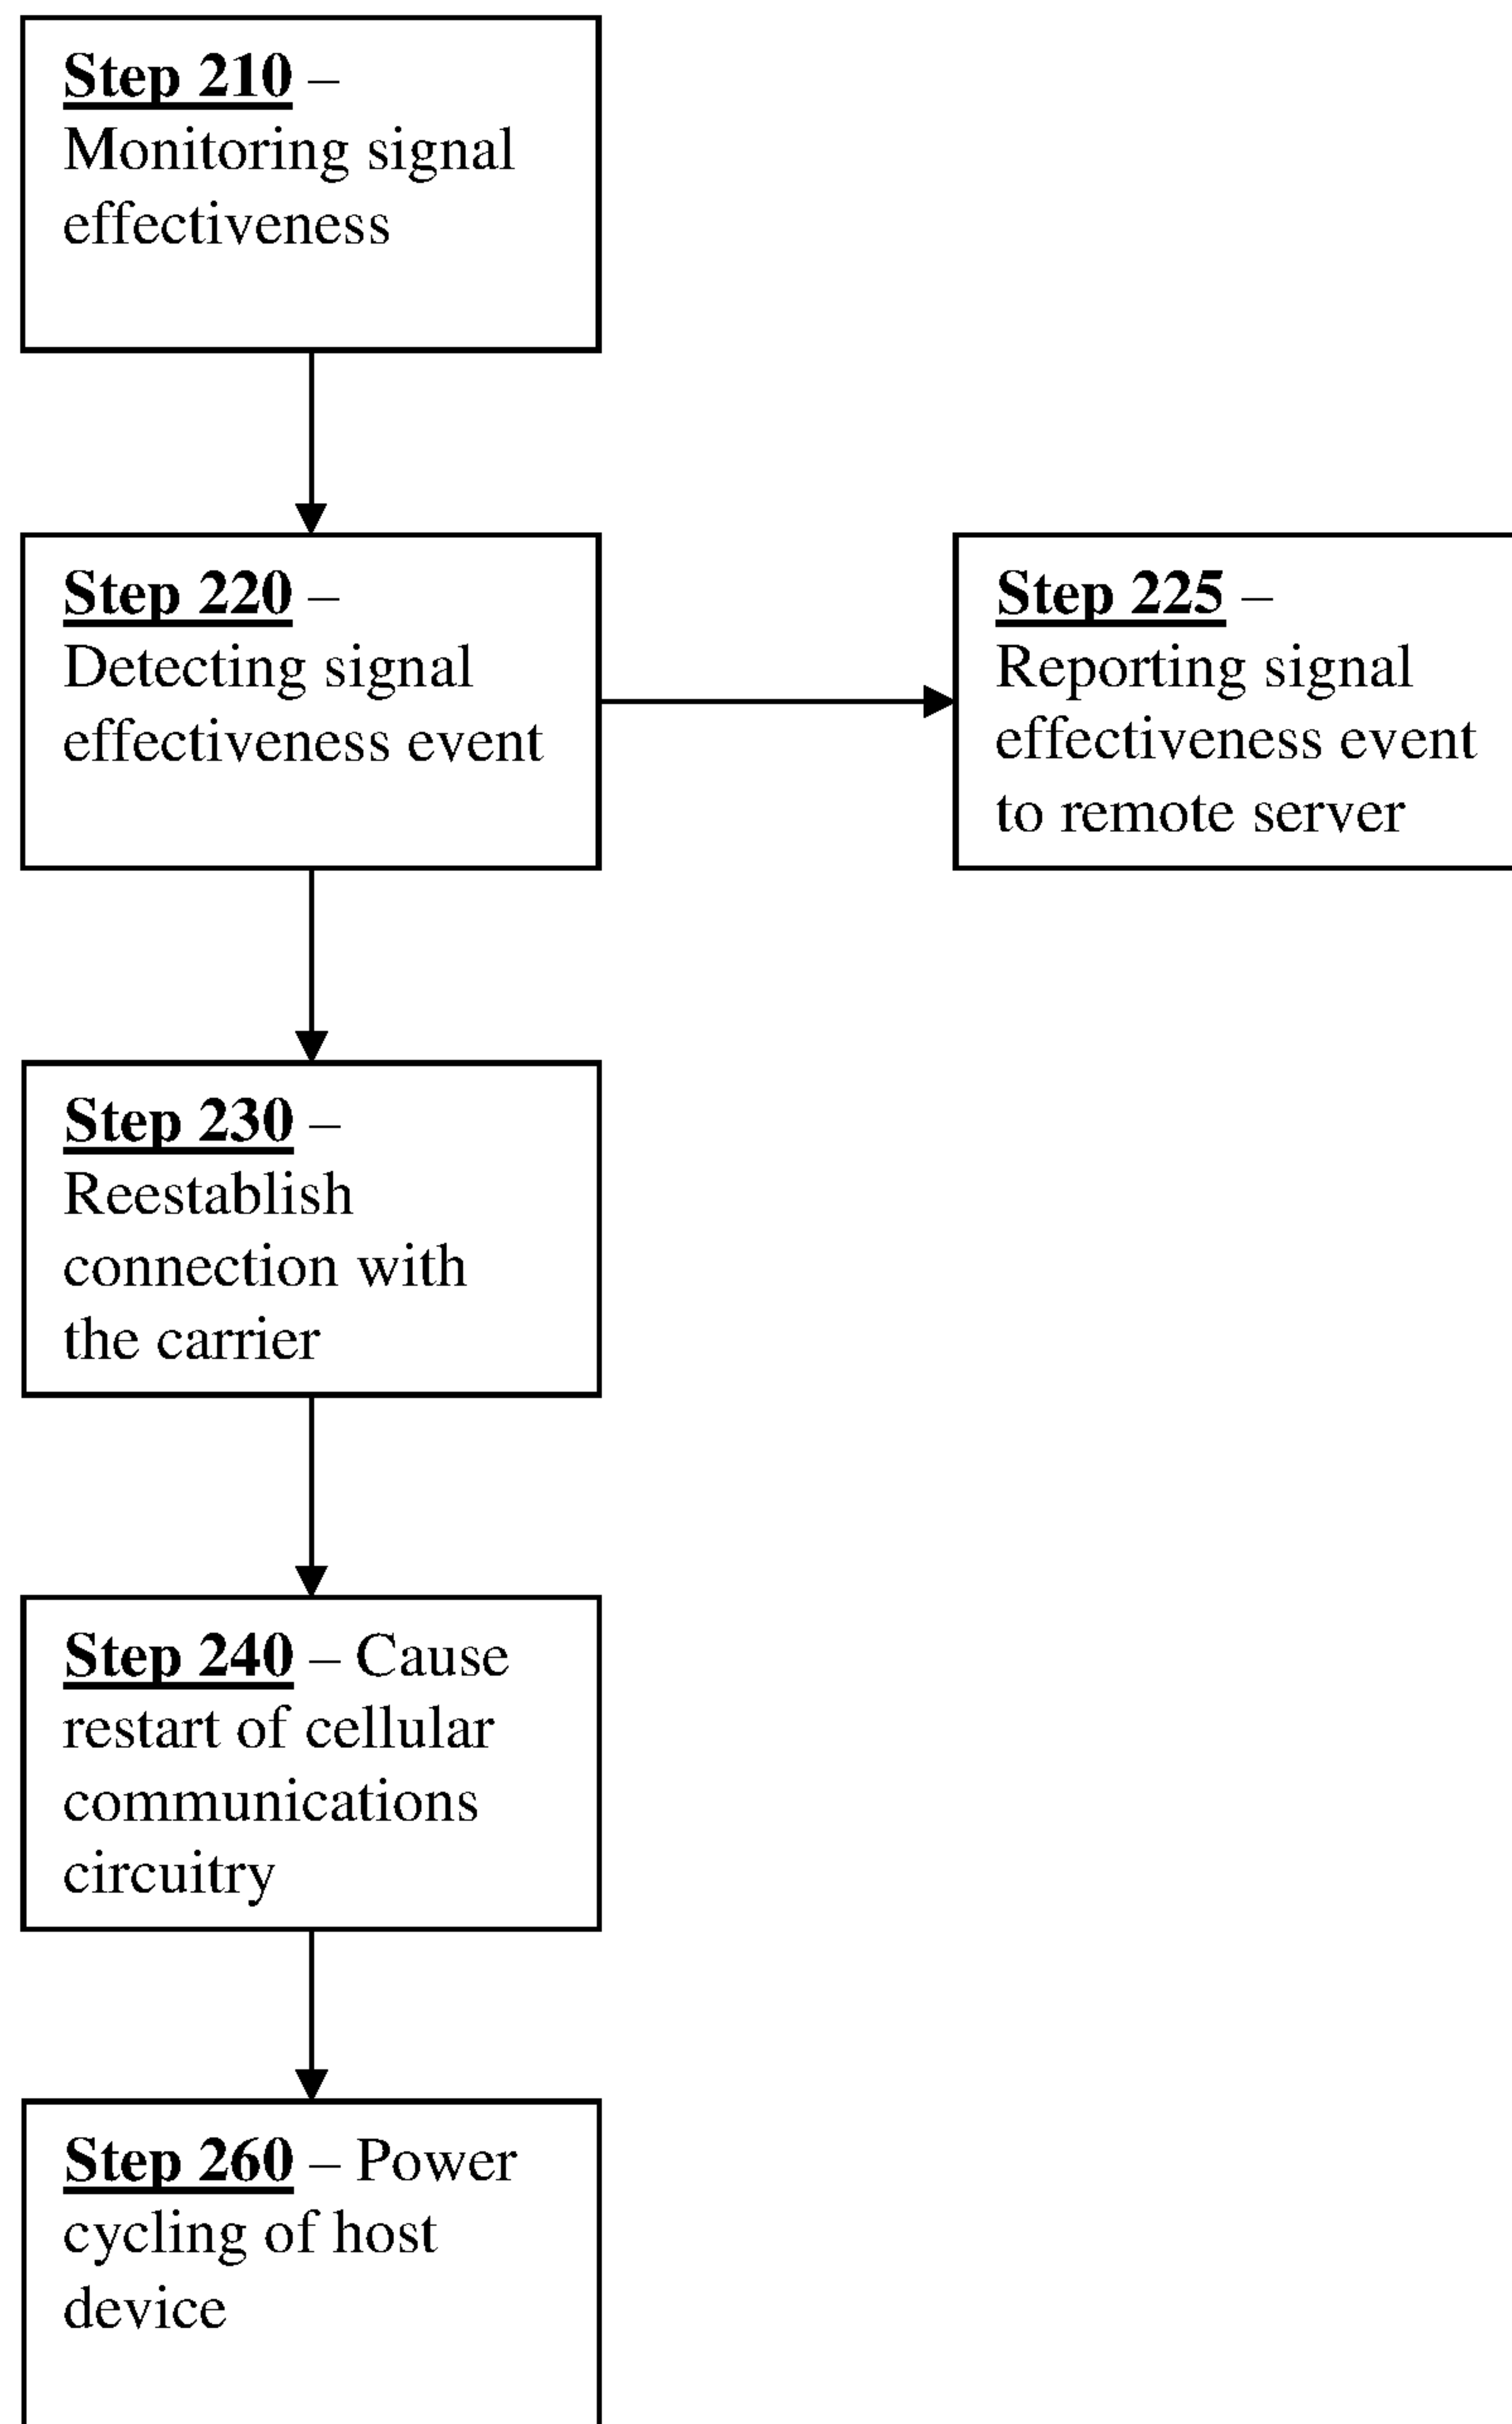 Step 210 –
Monitoring signal
effectiveness
Step 220 –
Detecting signal
effectiveness event
Step 225 –
Reporting signal
effectiveness event
to remote server
Step 230 –
Reestablish
connection with
the carrier
Step 240 – Cause
restart of cellular
communications
circuitry
Step 260 – Power
cycling of host
device